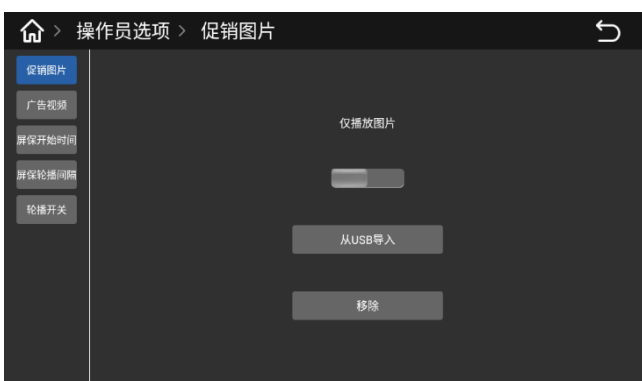 操作员选项 > 促销图片
促销图片
广告视频
屏保开始时间
屏保轮播间隔
轮播开关
仅播放图片
从USB导入
移除